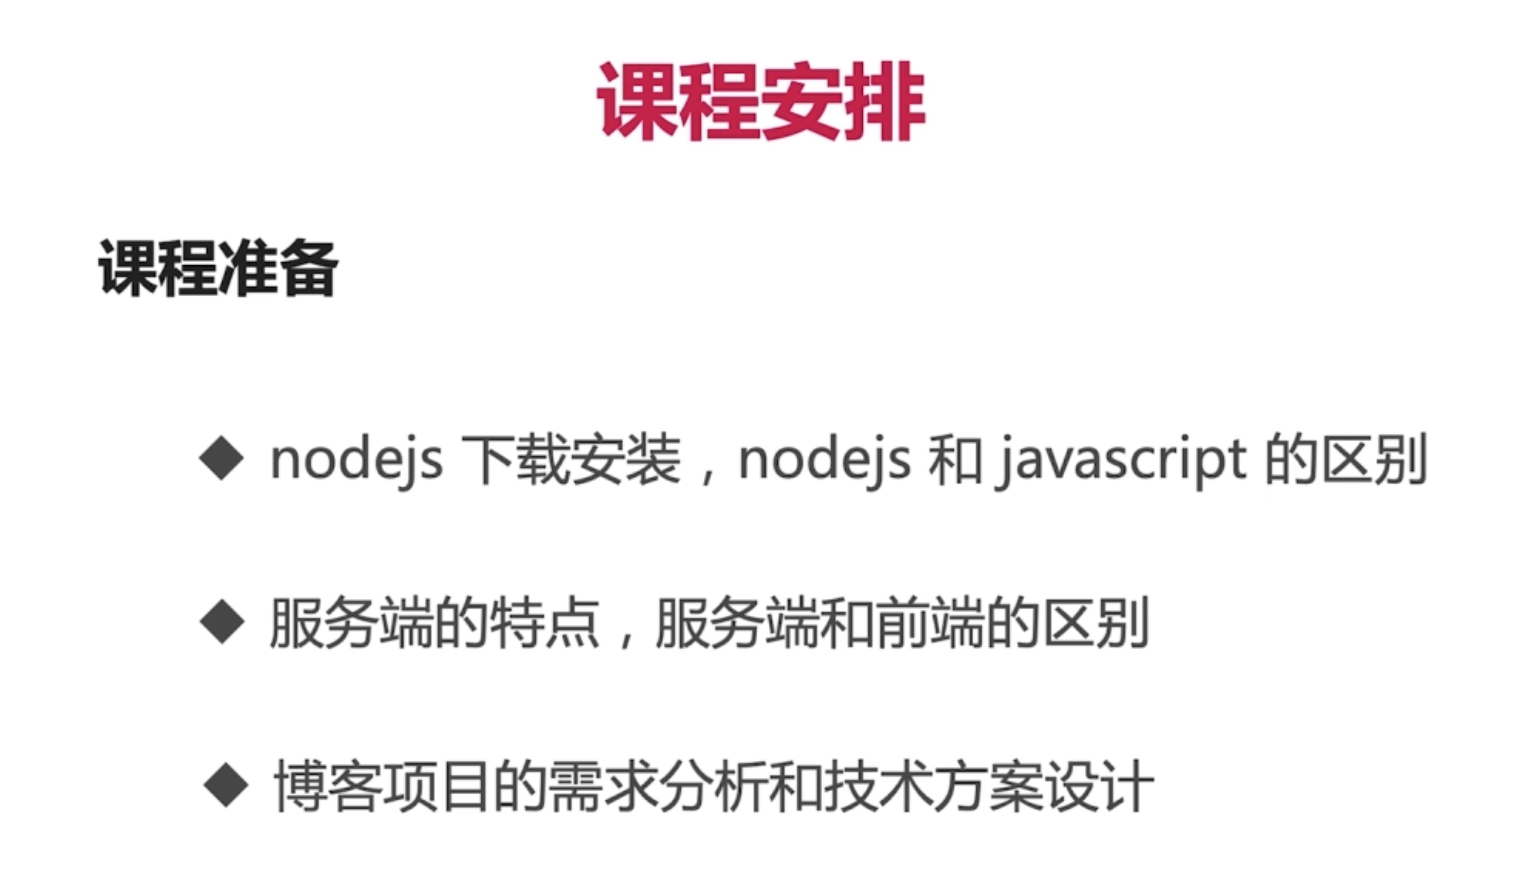 课程安排
课程准备
◆ nodejs 下载安装，nodejs 和 javascript 的区别
◆ 服务端的特点，服务端和前端的区别
◆ 博客项目的需求分析和技术方案设计